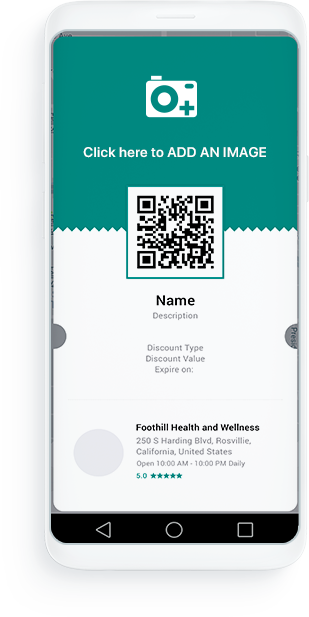 Click here to ADD AN IMAGE
Name
Description
Discount Type
Discount Value
Expire on:
Foothill Health and Wellness
250 S Harding Blvd, Rosvillie,
California, United States
Open 10:00 AM - 10:00 PM Daily
5.0 ★★★★★